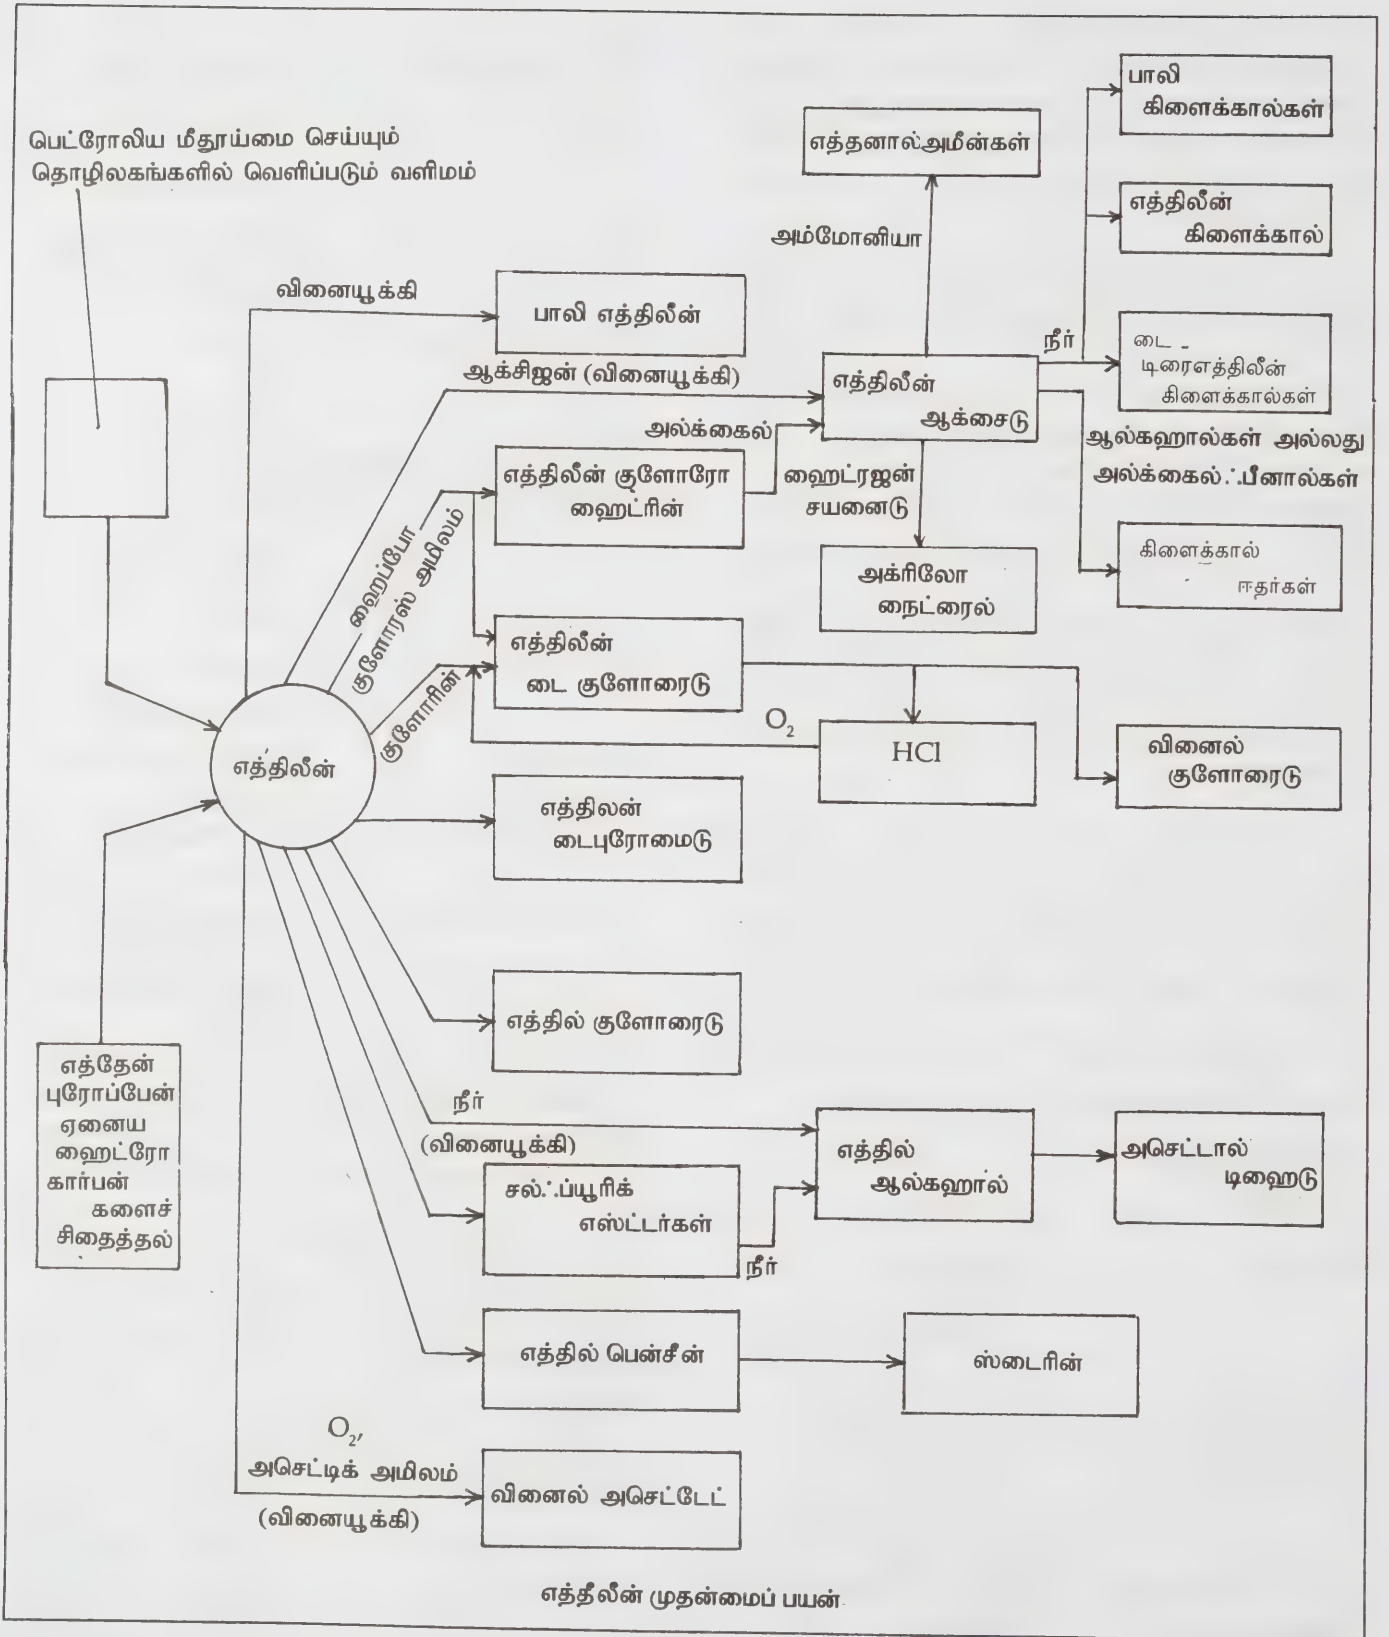 பெட்ரோலிய மீதூய்மை செய்யும்
தொழிலகங்களில் வெளிப்படும் வளிமம்
வினையூக்கி
பாலி எத்திலீன்
ஆக்சிஜன் (வினையூக்கி)
அல்க்கைல்
எத்திலீன் குளோரோ
ஹைட்ரின்
ஹைப்போ
குளோரஸ் அமிலம்
எத்திலீன்
டை குளோரைடு
குளோரின்
O₂
HCl
வினைல்
குளோரைடு
எத்தனால்அமீன்கள்
அம்மோனியா
எத்திலீன்
ஆக்சைடு
ஹைட்ரஜன்
சயனைடு
அக்ரிலோ
நைட்ரைல்
பாலி
கிளைக்கால்கள்
எத்திலீன்
கிளைக்கால்
நீர்
டை -
டிரைஎத்திலீன்
கிளைக்கால்கள்
ஆல்கஹால்கள் அல்லது
அல்க்கைல்ஃபீனால்கள்
கிளைக்கால்
ஈதர்கள்
எத்திலீன்
எத்திலன்
டைபுரோமைடு
எத்தில் குளோரைடு
எத்தேன்
புரோப்பேன்
ஏனைய
ஹைட்ரோ
கார்பன்
களைச்
சிதைத்தல்
நீர்
(வினையூக்கி)
சல்ஃப்யூரிக்
எஸ்ட்டர்கள்
நீர்
எத்தில்
ஆல்கஹால்
அசெட்டால்
டிஹைடு
எத்தில் பென்சீன்
ஸ்டைரின்
O₂,
அசெட்டிக் அமிலம்
(வினையூக்கி)
வினைல் அசெட்டேட்
எத்தீலீன் முதன்மைப் பயன்